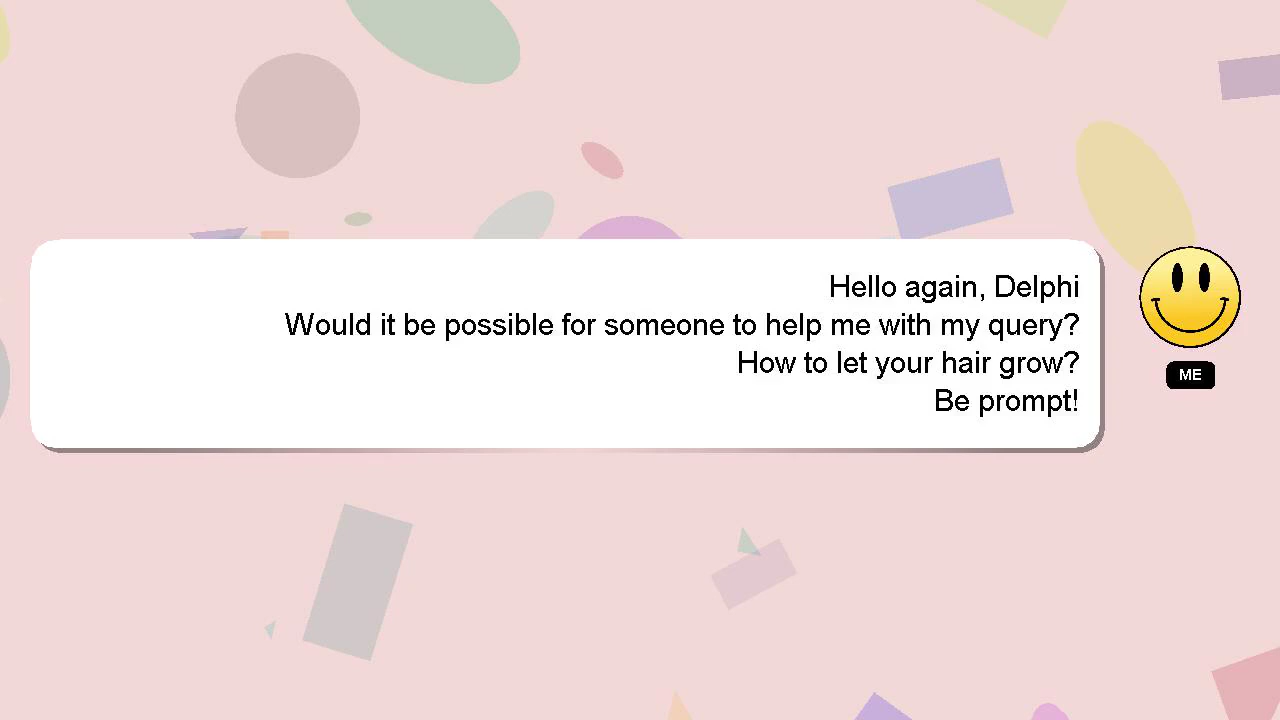 Hello again, Delphi
Would it be possible for someone to help me with my query?
How to let your hair grow?
Be prompt!
ME